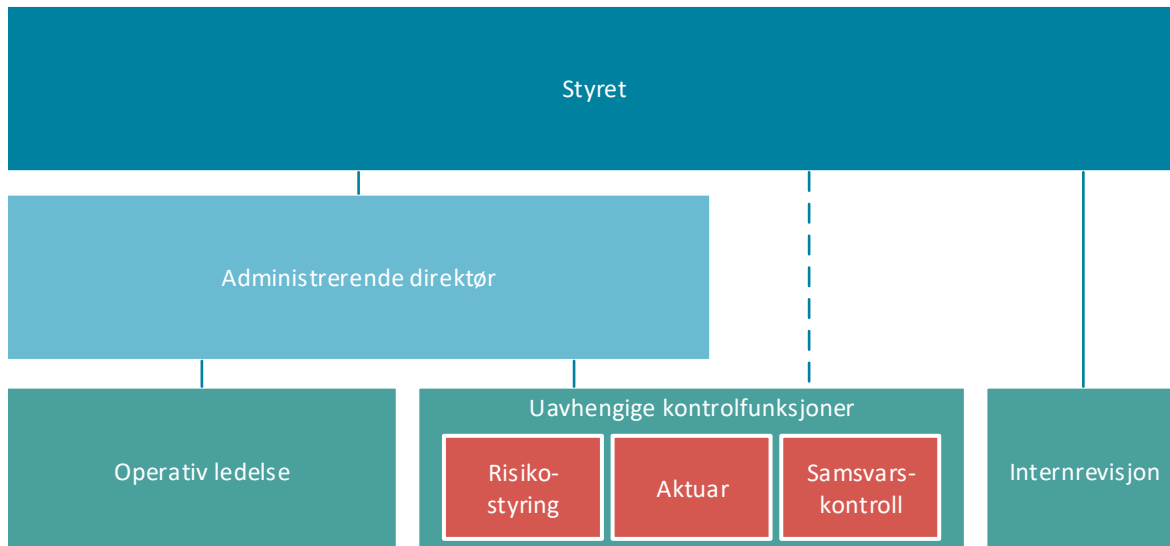 Styret
Administrerende direktør
Operativ ledelse
Uavhengige kontrolfunksjoner
Risiko-
styring
Aktuar
Samsvars-
kontroll
Internrevisjon